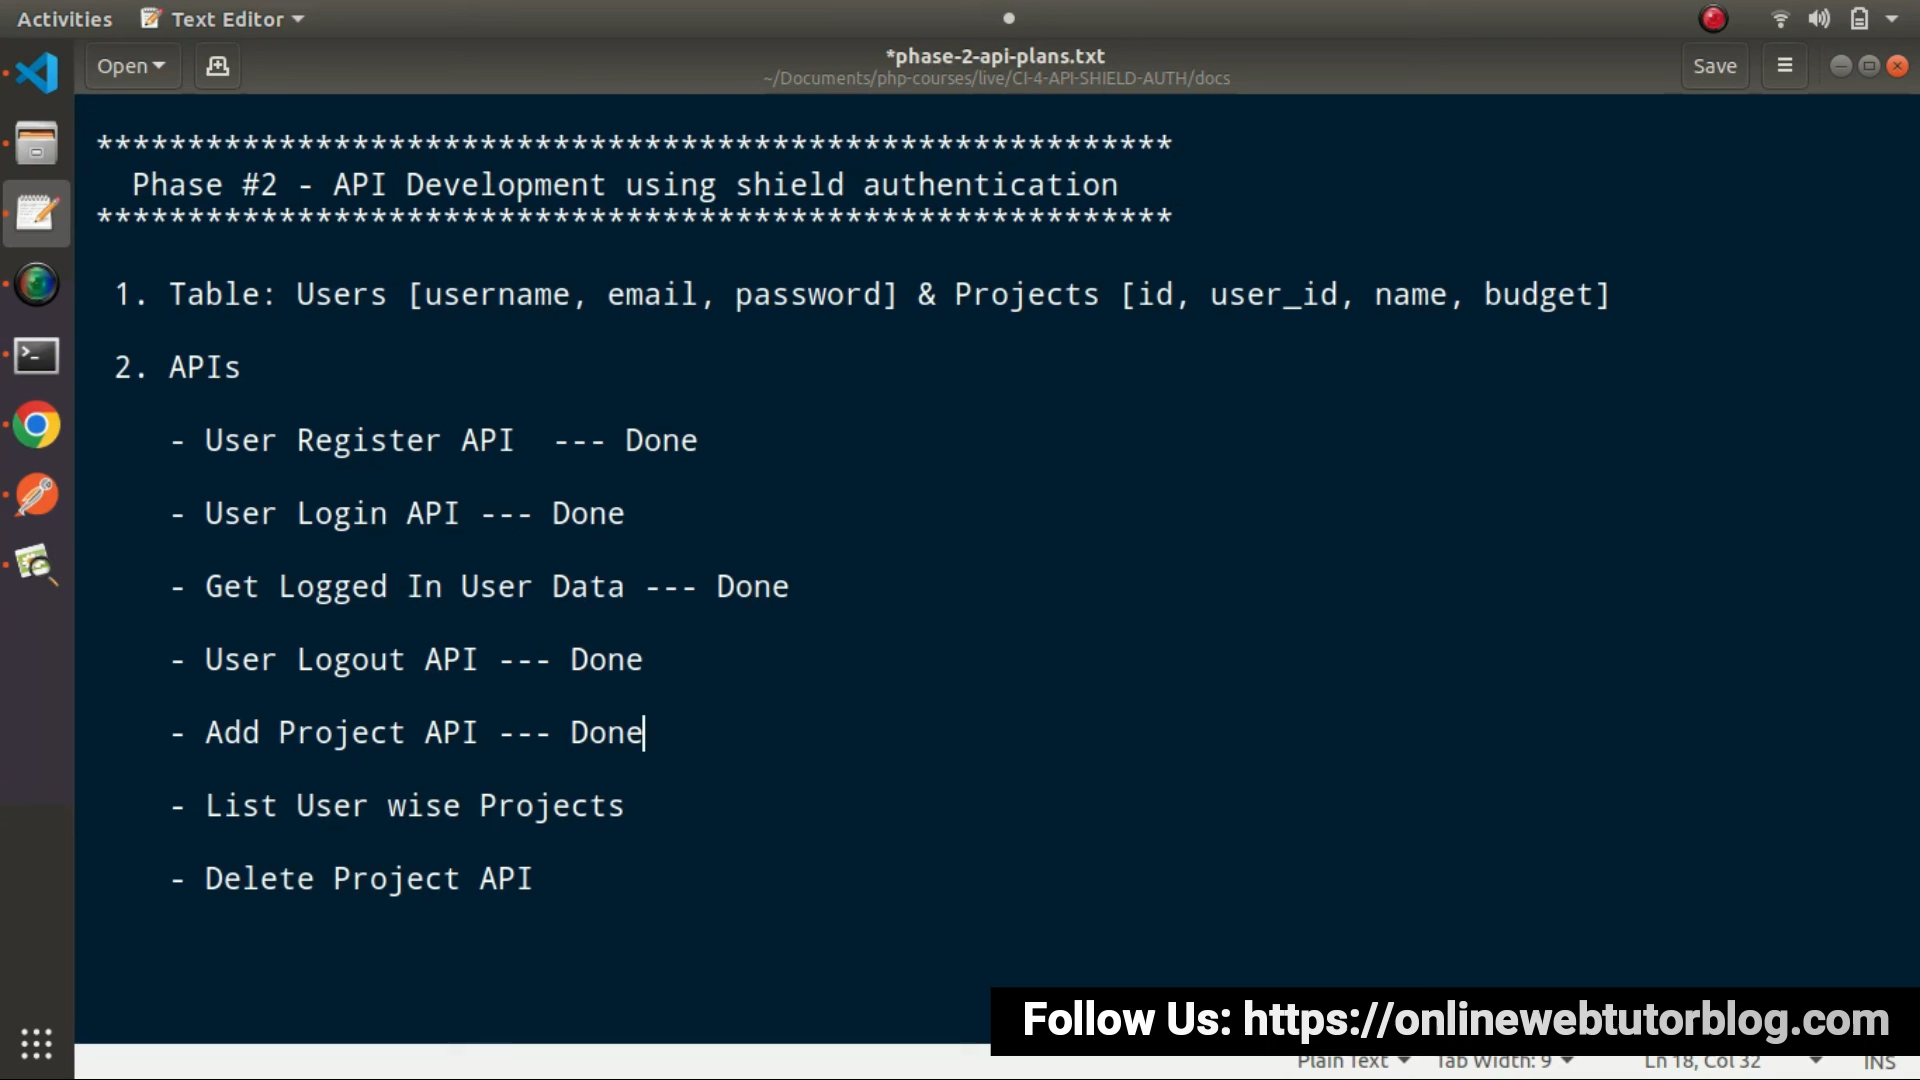 Activities Text Editor
Open
*phase-2-api-plans.txt
~/Documents/php-courses/live/CI-4-API-SHIELD-AUTH/docs
Save
***********************************************************
Phase #2 - API Development using shield authentication
***********************************************************
1. Table: Users [username, email, password] & Projects [id, user_id, name, budget]
2. APIs
- User Register API  --- Done
- User Login API --- Done
- Get Logged In User Data --- Done
- User Logout API --- Done
- Add Project API --- Done
- List User wise Projects
- Delete Project API
Follow Us: https://onlinewebtutorblog.com
Plain Text Tab Width: 9 Ln 18, Col 32 INS